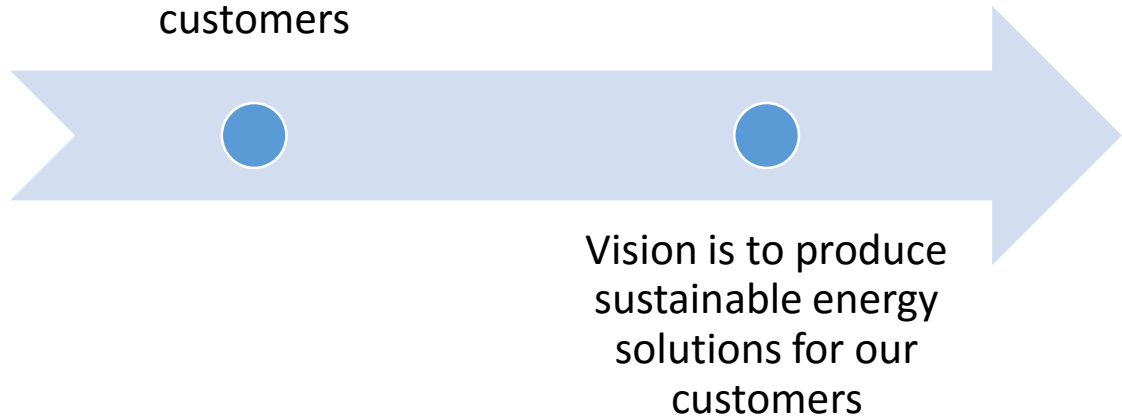 customers
Vision is to produce
sustainable energy
solutions for our
customers